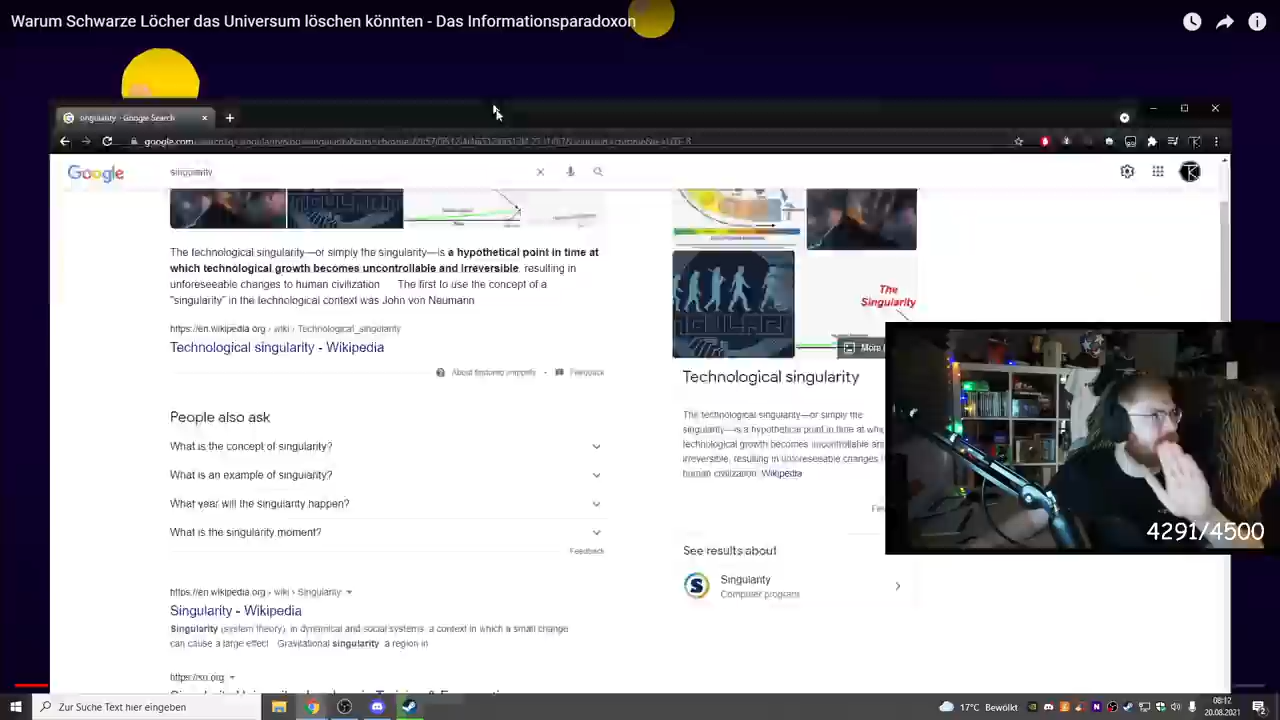 Warum Schwarze Löcher das Universum löschen könnten - Das Informationsparadoxon
singularity - Google Search
google.com
Google
singularity
The technological singularity—or simply the singularity—is a hypothetical point in time at
which technological growth becomes uncontrollable and irreversible, resulting in
unforeseeable changes to human civilization The first to use the concept of a
"singularity" in the technological context was John von Neumann
https://en.wikipedia.org › wiki › Technological_singularity
Technological singularity - Wikipedia
About featured snippets • Feedback
People also ask
What is the concept of singularity?
What is an example of singularity?
What year will the singularity happen?
What is the singularity moment?
Feedback
https://en.wikipedia.org › wiki › Singularity
Singularity - Wikipedia
Singularity (system theory), in dynamical and social systems, a context in which a small change
can cause a large effect Gravitational singularity, a region in
https://su.org
The
Singularity
More
Technological singularity
The technological singularity—or simply the
singularity—is a hypothetical point in time at which
technological growth becomes uncontrollable and
irreversible, resulting in unforeseeable changes
human civilization. Wikipedia
See results about
Singularity
Computer program
4291/4500
Zur Suche Text hier eingeben
17°C Bewölkt
08:12
20.08.2021